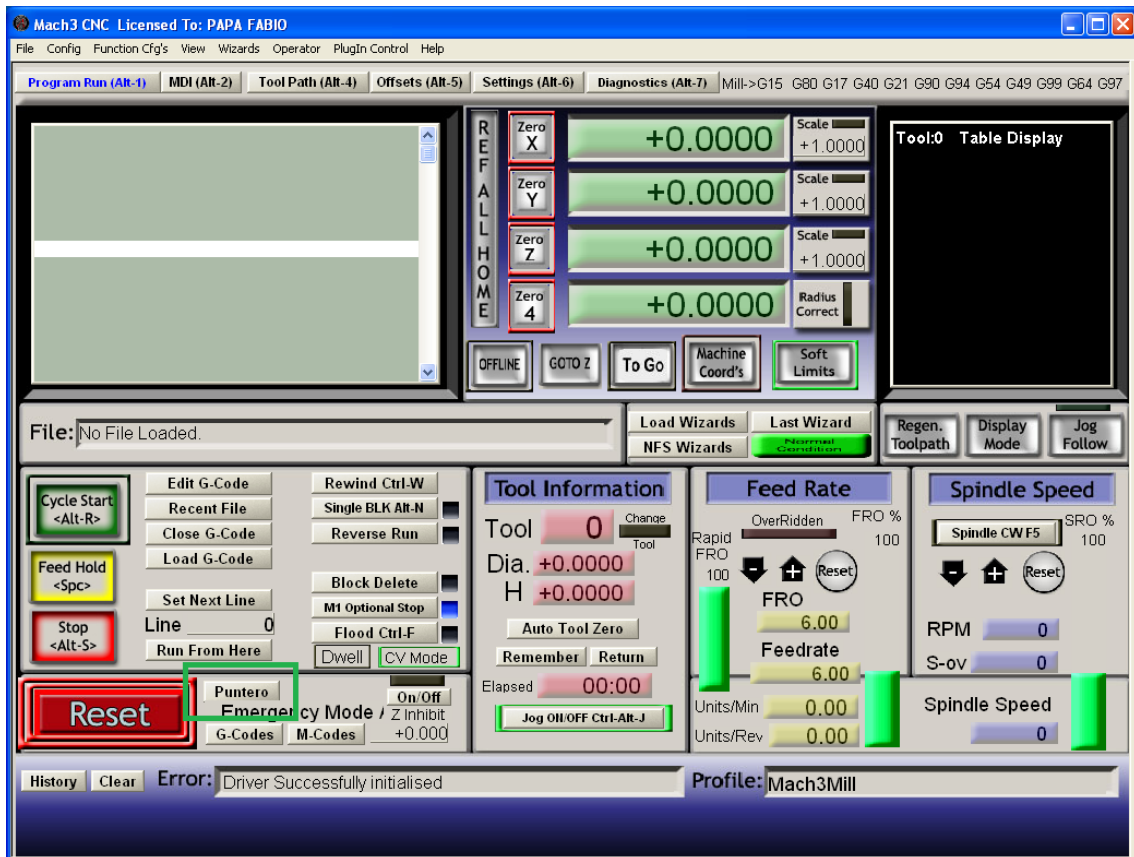 Mach3 CNC Licensed To: PAPA FABIO
File Config Function Cfg's View Wizards Operator PlugIn Control Help
Program Run (Alt-1) MDI (Alt-2) Tool Path (Alt-4) Offsets (Alt-5) Settings (Alt-6) Diagnostics (Alt-7) Mill->G15 G80 G17 G40 G21 G90 G94 G54 G49 G99 G64 G97
REF ALL HOME
Zero X +0.0000 Scale +1.0000
Zero Y +0.0000 Scale +1.0000
Zero Z +0.0000 Scale +1.0000
Zero 4 +0.0000 Radius Correct
OFFLINE GOTO Z To Go Machine Coord's Soft Limits
Tool:0 Table Display
File: No File Loaded.
Load Wizards Last Wizard
NFS Wizards Normal Condition
Regen. Toolpath Display Mode Jog Follow
Cycle Start <Alt-R>
Feed Hold <Spc>
Stop <Alt-S>
Edit G-Code
Recent File
Close G-Code
Load G-Code
Set Next Line
Line 0
Run From Here
Rewind Ctrl-W
Single BLK Alt-N
Reverse Run
Block Delete
M1 Optional Stop
Flood Ctrl-F
Dwell CV Mode
Tool Information
Tool 0 Change Tool
Dia. +0.0000
H +0.0000
Auto Tool Zero
Remember Return
Elapsed 00:00
Jog ON/OFF Ctrl-Alt-J
Feed Rate
OverRidden FRO %
100
Rapid FRO
100
Reset
FRO
6.00
Feedrate
6.00
Units/Min 0.00
Units/Rev 0.00
Spindle Speed
Spindle CW F5 SRO %
100
Reset
RPM 0
S-ov 0
Spindle Speed
0
Reset
Puntero
Emergency Mode
G-Codes M-Codes
On/Off
Z Inhibit
+0.000
History Clear Error: Driver Successfully initialised Profile: Mach3Mill